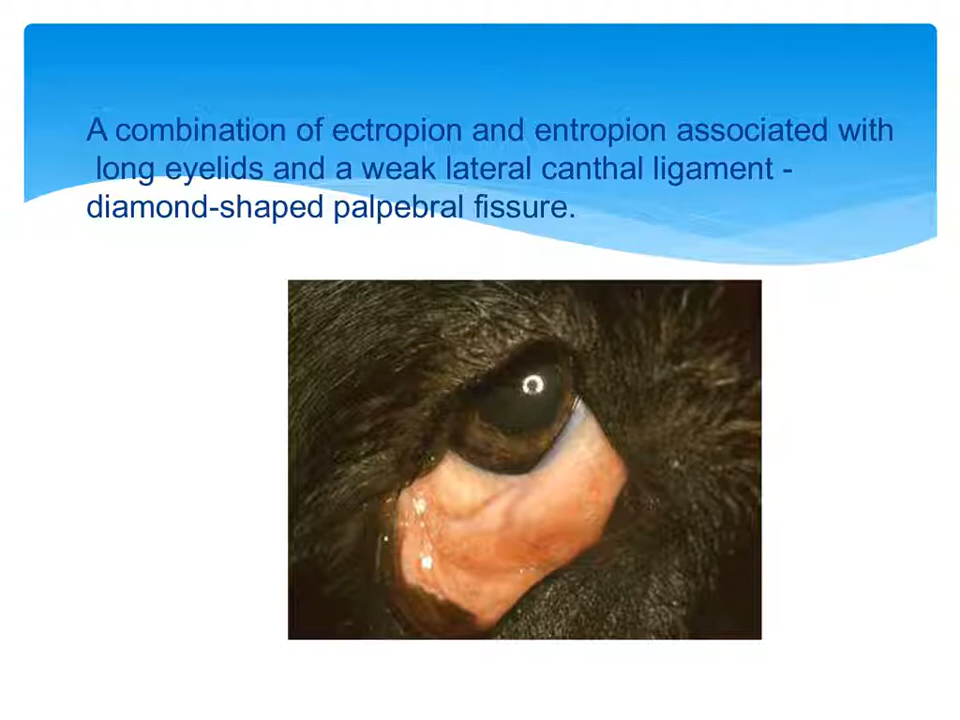 A combination of ectropion and entropion associated with
long eyelids and a weak lateral canthal ligament -
diamond-shaped palpebral fissure.